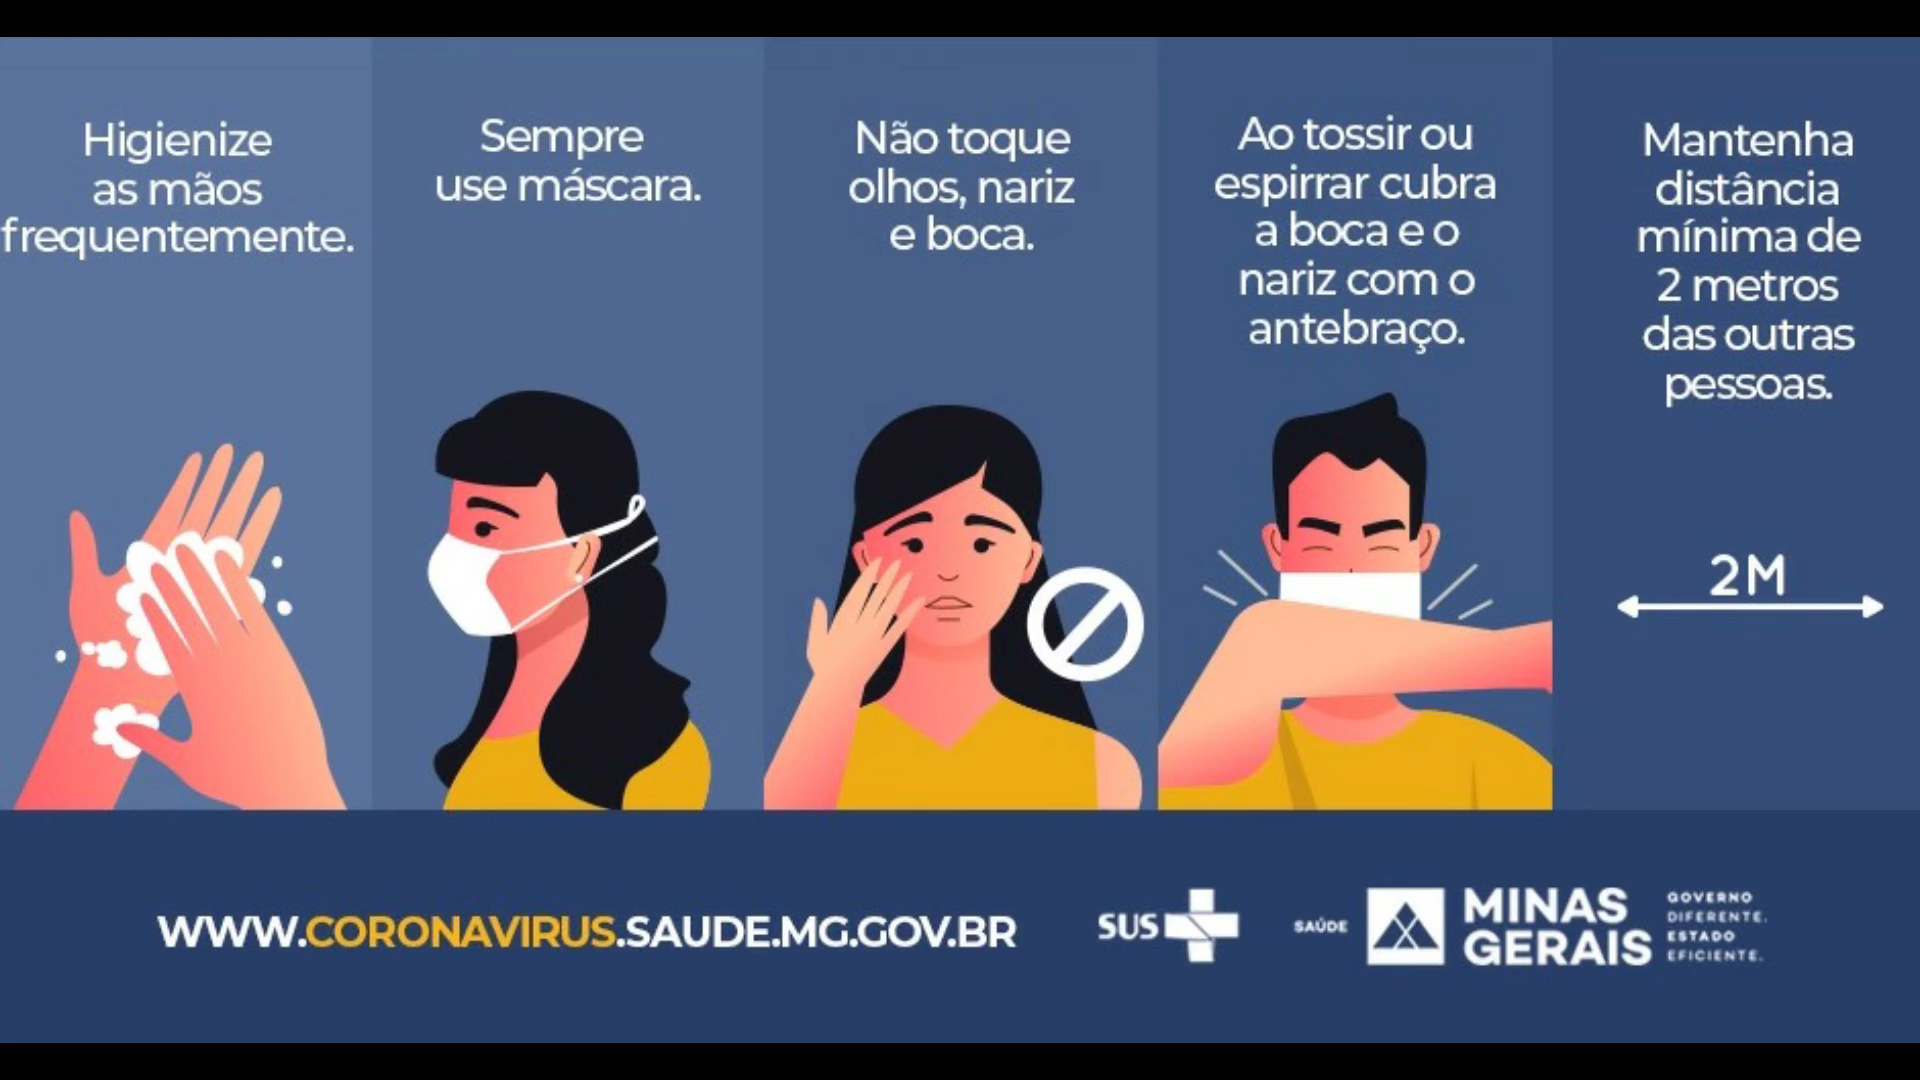 Higienize
as mãos
frequentemente.
Sempre
use máscara.
Não toque
olhos, nariz
e boca.
Ao tossir ou
espirrar cubra
a boca e o
nariz com o
antebraço.
Mantenha
distância
mínima de
2 metros
das outras
pessoas.
2M
WWW.CORONAVIRUS.SAUDE.MG.GOV.BR
SUS
SAÚDE
MINAS
GERAIS
GOVERNO
DIFERENTE.
ESTADO
EFICIENTE.